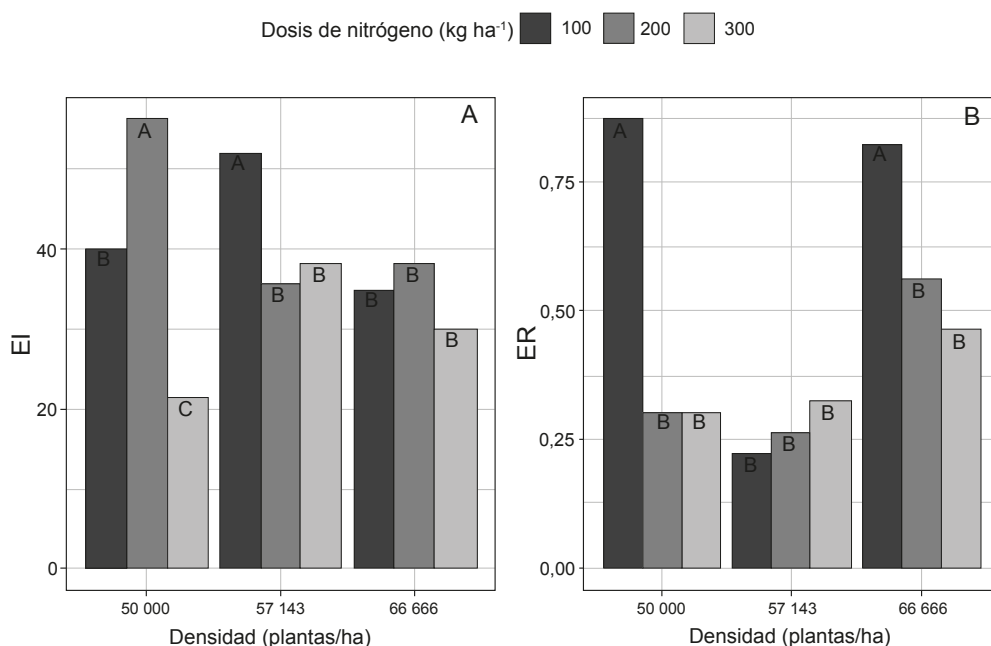 Dosis de nitrógeno (kg ha⁻¹) 100 200 300
A
EI
40
20
0
B A C
A B B
B B B
50 000 57 143 66 666
Densidad (plantas/ha)
B
ER
0,75
0,50
0,25
0,00
A B B
B B B
A B B
50 000 57 143 66 666
Densidad (plantas/ha)